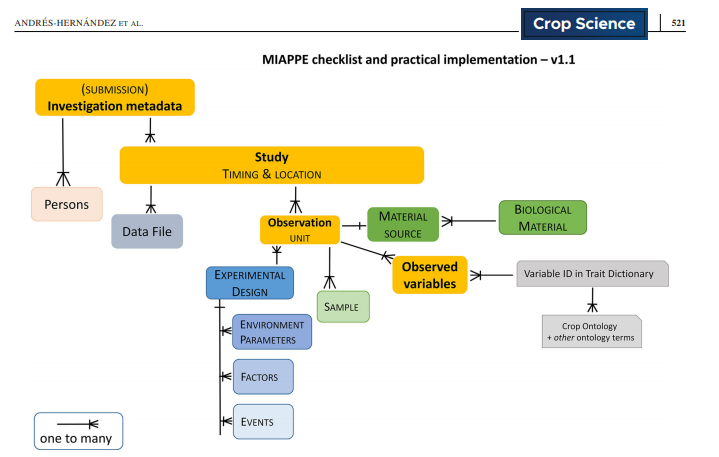 ANDRÉS-HERNÁNDEZ ET AL.
Crop Science
521
MIAPPE checklist and practical implementation – v1.1
(SUBMISSION)
Investigation metadata
Study
TIMING & LOCATION
Persons
Data File
Observation
UNIT
MATERIAL
SOURCE
BIOLOGICAL
MATERIAL
EXPERIMENTAL
DESIGN
Observed
variables
Variable ID in Trait Dictionary
SAMPLE
ENVIRONMENT
PARAMETERS
Crop Ontology
+ other ontology terms
FACTORS
EVENTS
one to many